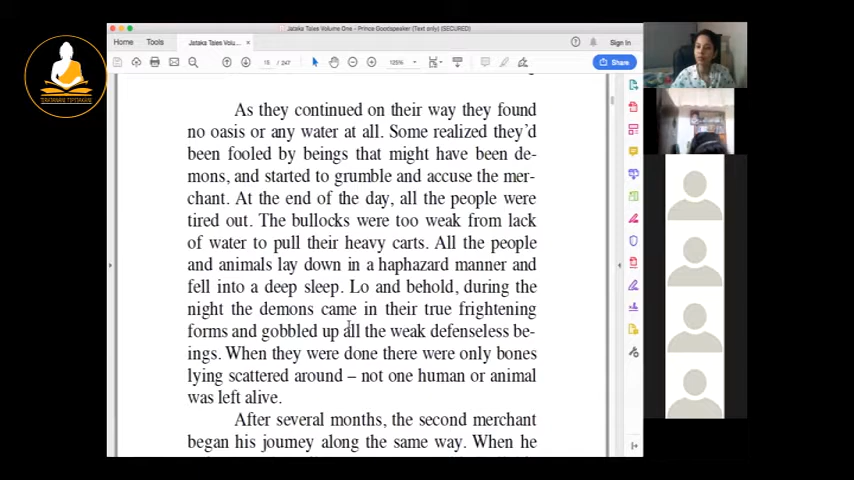 Jataka Tales Volume One - Prince Goodspeaker (Text only) (SECURED)
Home Tools Jataka Tales Volu... × Sign In
15 / 247 125% Share
As they continued on their way they found
no oasis or any water at all. Some realized they'd
been fooled by beings that might have been de-
mons, and started to grumble and accuse the mer-
chant. At the end of the day, all the people were
tired out. The bullocks were too weak from lack
of water to pull their heavy carts. All the people
and animals lay down in a haphazard manner and
fell into a deep sleep. Lo and behold, during the
night the demons came in their true frightening
forms and gobbled up all the weak defenseless be-
ings. When they were done there were only bones
lying scattered around – not one human or animal
was left alive.
After several months, the second merchant
began his journey along the same way. When he